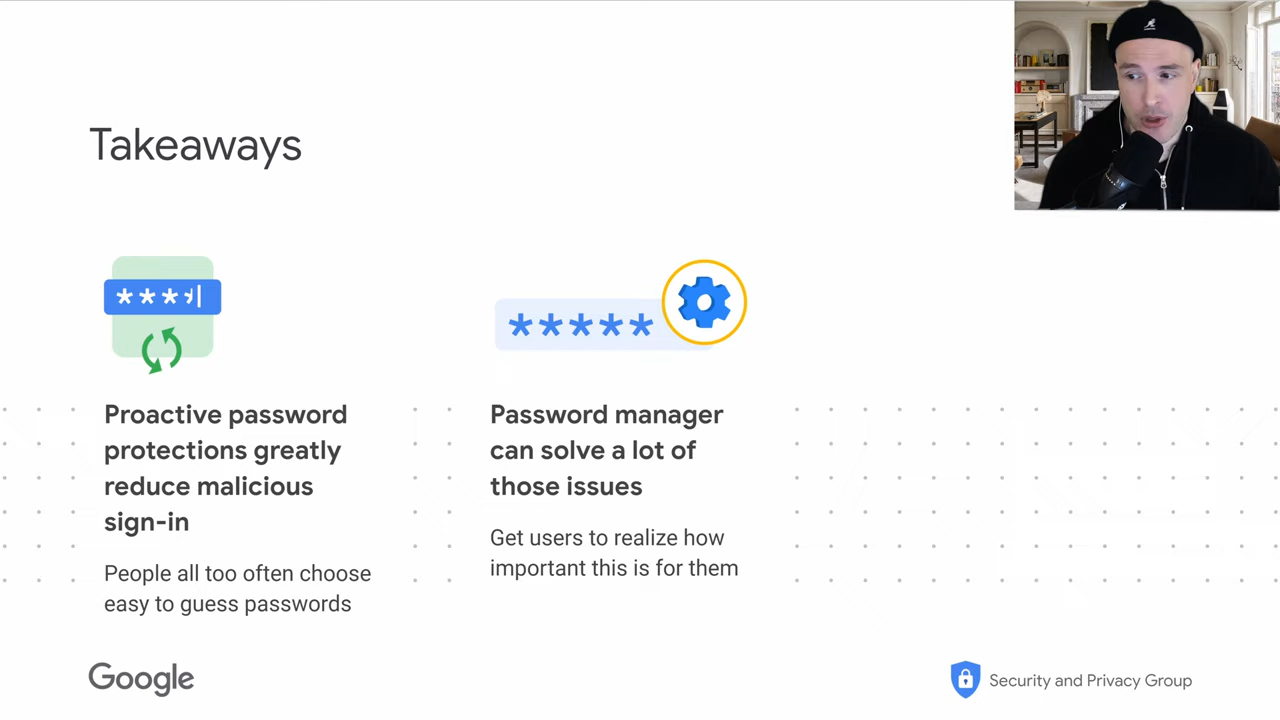 Takeaways
Proactive password
protections greatly
reduce malicious
sign-in
People all too often choose
easy to guess passwords
*****
Password manager
can solve a lot of
those issues
Get users to realize how
important this is for them
Google
Security and Privacy Group